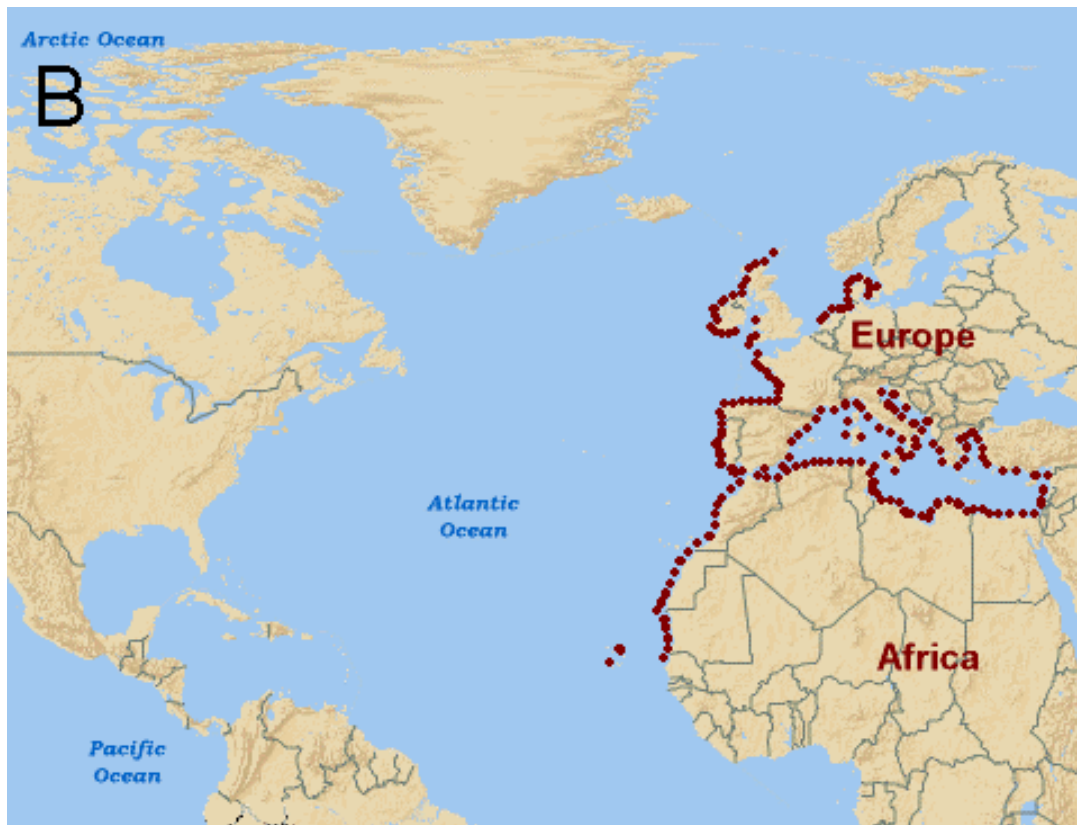 Arctic Ocean
B
Europe
Atlantic
Ocean
Africa
Pacific
Ocean